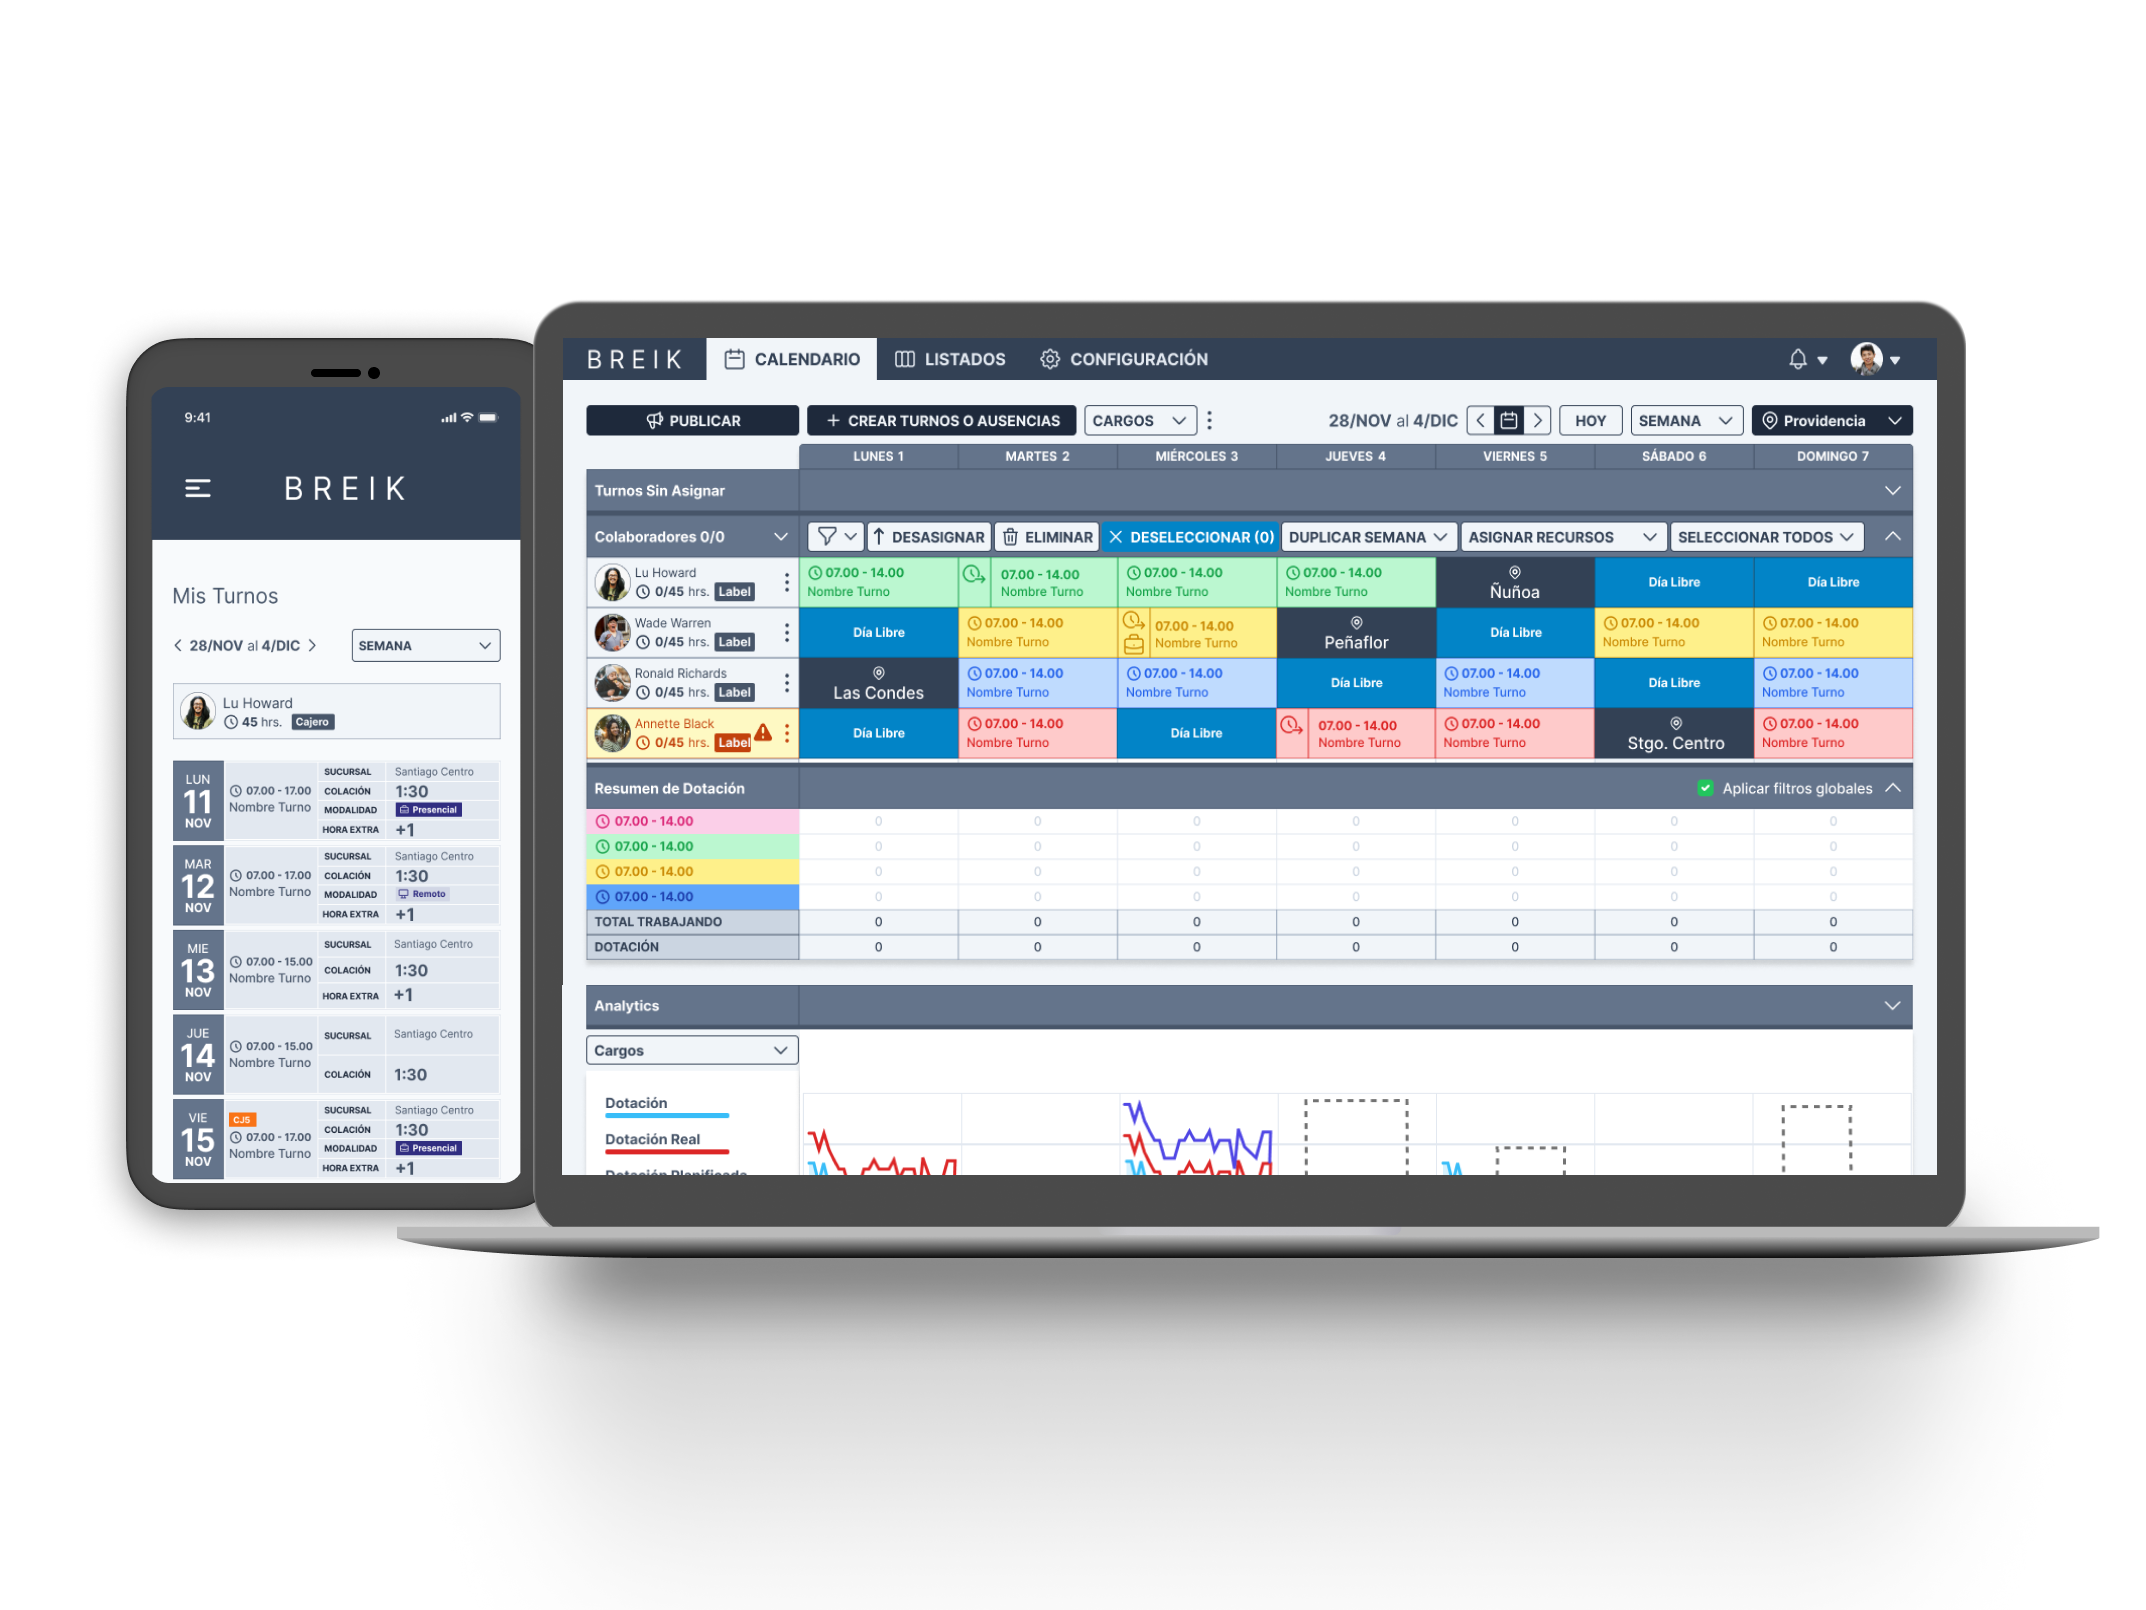 9:41
BREIK
Mis Turnos
28/NOV al 4/DIC
SEMANA
Lu Howard
45 hrs. Cajero
LUN
11
NOV
07.00 - 17.00
Nombre Turno
SUCURSAL Santiago Centro
COLACIÓN 1:30
MODALIDAD Presencial
HORA EXTRA +1
MAR
12
NOV
07.00 - 17.00
Nombre Turno
SUCURSAL Santiago Centro
COLACIÓN 1:30
MODALIDAD Remoto
HORA EXTRA +1
MIE
13
NOV
07.00 - 15.00
Nombre Turno
SUCURSAL Santiago Centro
COLACIÓN 1:30
HORA EXTRA +1
JUE
14
NOV
07.00 - 15.00
Nombre Turno
SUCURSAL Santiago Centro
COLACIÓN 1:30
VIE
15
NOV
CJS
07.00 - 17.00
Nombre Turno
SUCURSAL Santiago Centro
COLACIÓN 1:30
MODALIDAD Presencial
HORA EXTRA +1
BREIK CALENDARIO LISTADOS CONFIGURACIÓN
PUBLICAR + CREAR TURNOS O AUSENCIAS CARGOS 28/NOV al 4/DIC HOY SEMANA Providencia
LUNES 1 MARTES 2 MIÉRCOLES 3 JUEVES 4 VIERNES 5 SÁBADO 6 DOMINGO 7
Turnos Sin Asignar
Colaboradores 0/0 DESASIGNAR ELIMINAR DESELECCIONAR (0) DUPLICAR SEMANA ASIGNAR RECURSOS SELECCIONAR TODOS
Lu Howard
0/45 hrs. Label
07.00 - 14.00
Nombre Turno
07.00 - 14.00
Nombre Turno
07.00 - 14.00
Nombre Turno
07.00 - 14.00
Nombre Turno
Ñuñoa
Día Libre
Día Libre
Wade Warren
0/45 hrs. Label
Día Libre
07.00 - 14.00
Nombre Turno
07.00 - 14.00
Nombre Turno
Peñaflor
Día Libre
07.00 - 14.00
Nombre Turno
07.00 - 14.00
Nombre Turno
Ronald Richards
0/45 hrs. Label
Las Condes
07.00 - 14.00
Nombre Turno
07.00 - 14.00
Nombre Turno
Día Libre
07.00 - 14.00
Nombre Turno
Día Libre
07.00 - 14.00
Nombre Turno
Annette Black
0/45 hrs. Label
Día Libre
07.00 - 14.00
Nombre Turno
Día Libre
07.00 - 14.00
Nombre Turno
07.00 - 14.00
Nombre Turno
Stgo. Centro
07.00 - 14.00
Nombre Turno
Resumen de Dotación Aplicar filtros globales
07.00 - 14.00 0 0 0 0 0 0 0
07.00 - 14.00 0 0 0 0 0 0 0
07.00 - 14.00 0 0 0 0 0 0 0
07.00 - 14.00 0 0 0 0 0 0 0
TOTAL TRABAJANDO 0 0 0 0 0 0 0
DOTACIÓN 0 0 0 0 0 0 0
Analytics
Cargos
Dotación
Dotación Real
Dotación Planificada